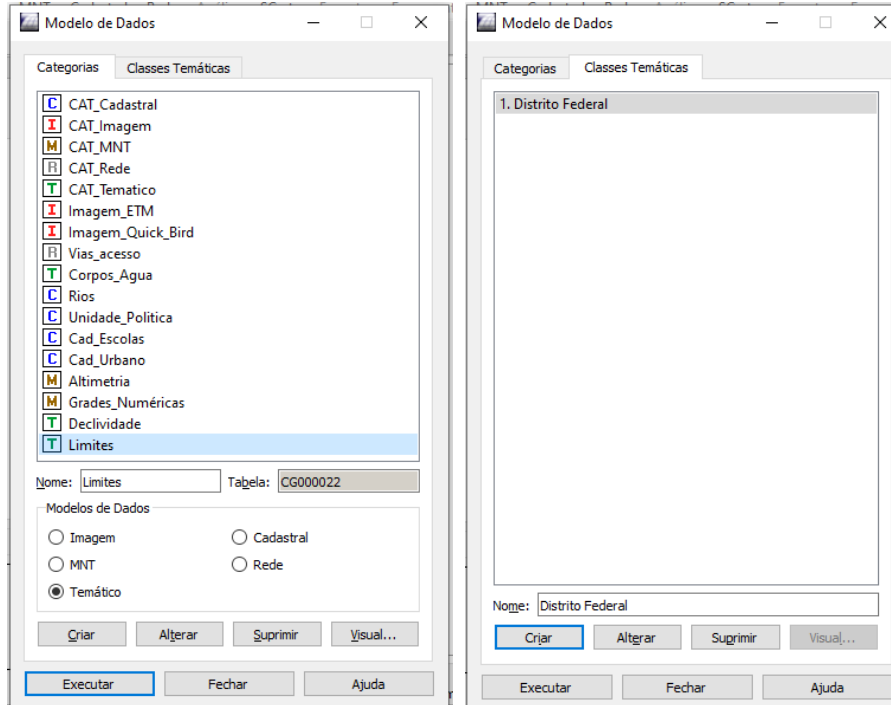 Modelo de Dados
Categorias Classes Temáticas
C CAT_Cadastral
I CAT_Imagem
M CAT_MNT
R CAT_Rede
T CAT_Tematico
I Imagem_ETM
I Imagem_Quick_Bird
R Vias_acesso
T Corpos_Agua
C Rios
C Unidade_Politica
C Cad_Escolas
C Cad_Urbano
M Altimetria
M Grades_Numéricas
T Declividade
T Limites
Nome: Limites Tabela: CG000022
Modelos de Dados
Imagem Cadastral
MNT Rede
Temático
Criar Alterar Suprimir Visual...
Executar Fechar Ajuda
Modelo de Dados
Categorias Classes Temáticas
1. Distrito Federal
Nome: Distrito Federal
Criar Alterar Suprimir Visual...
Executar Fechar Ajuda